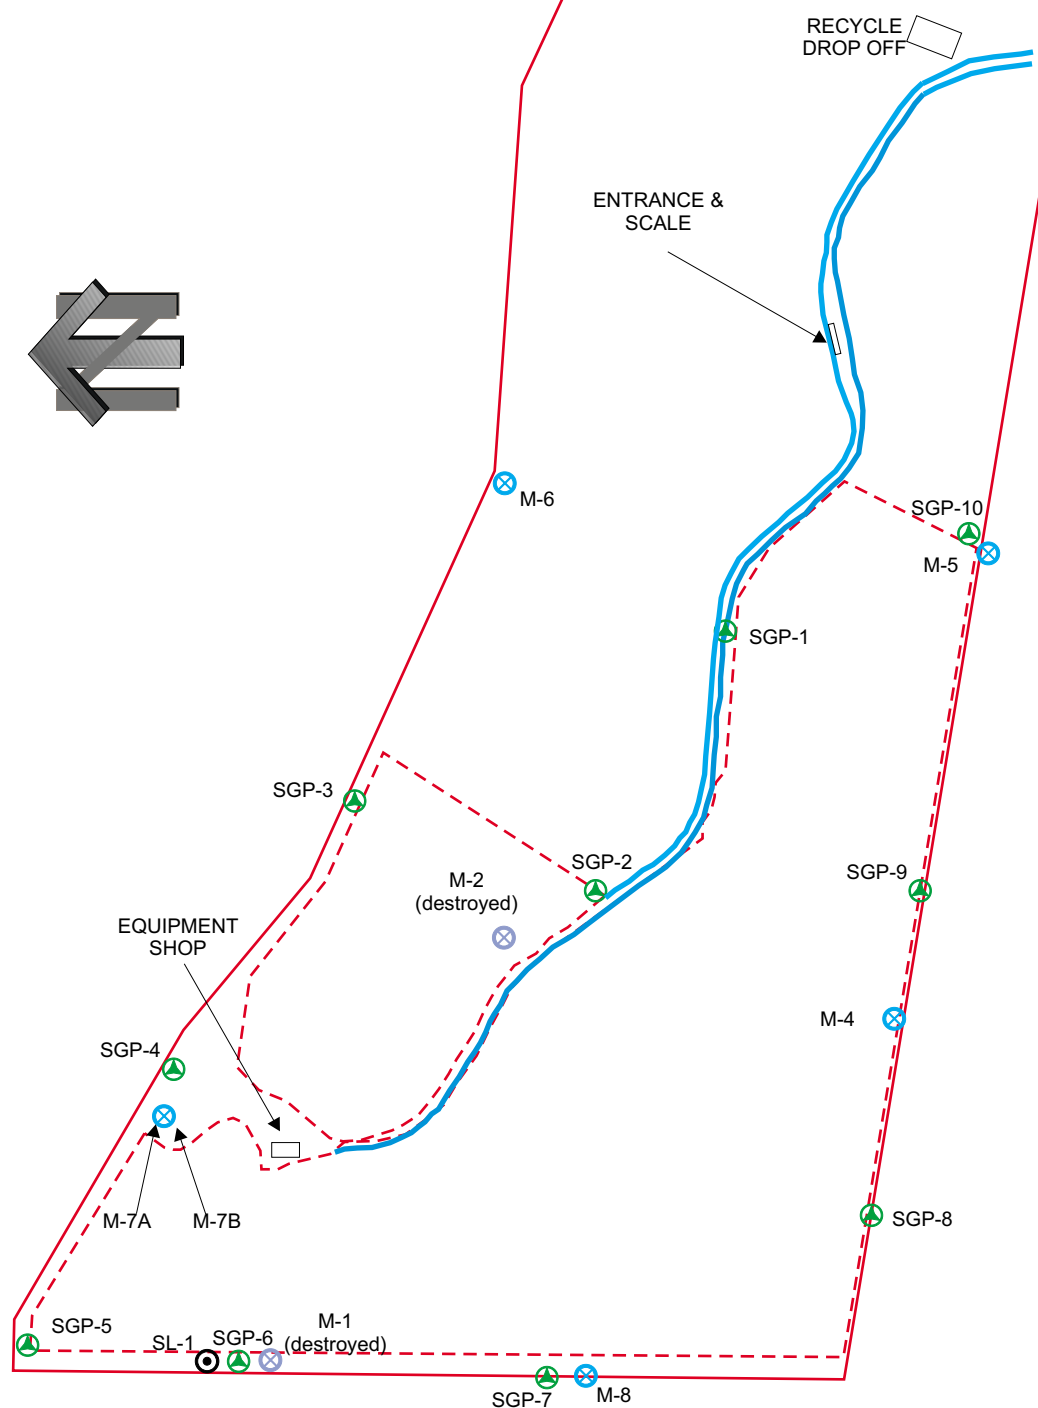 RECYCLE
DROP OFF
ENTRANCE &
SCALE
N
M-6
SGP-10
M-5
SGP-1
SGP-3
SGP-2
M-2
(destroyed)
SGP-9
EQUIPMENT
SHOP
M-4
SGP-4
M-7A
M-7B
SGP-8
SGP-5
SL-1
SGP-6
M-1
(destroyed)
SGP-7
M-8